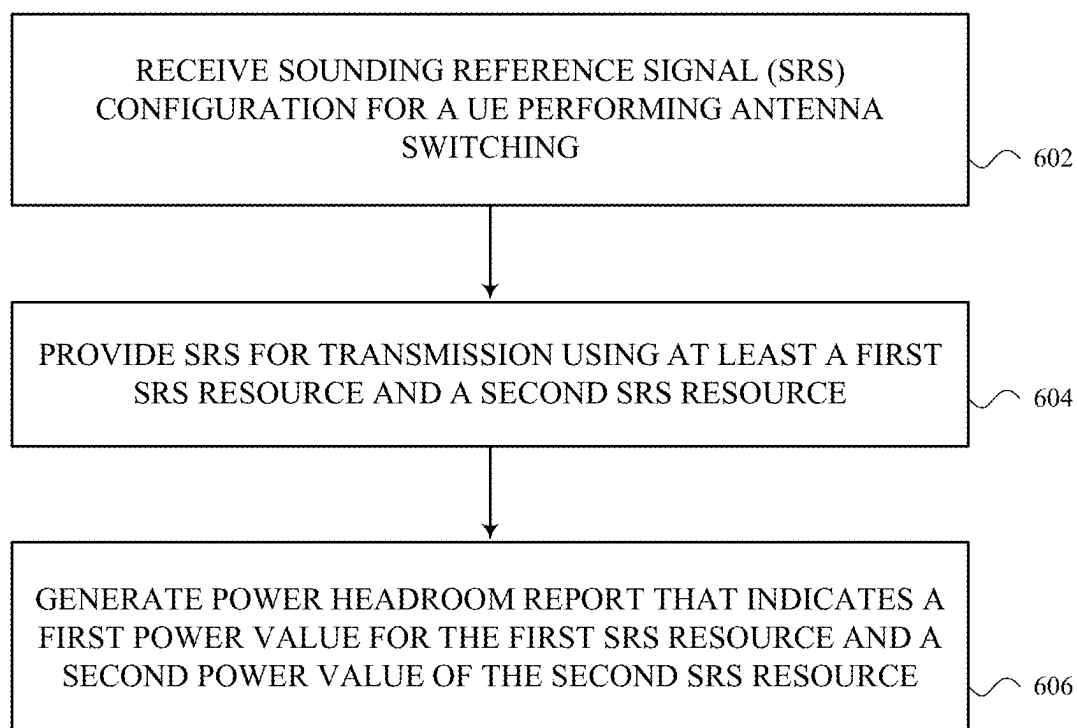 RECEIVE SOUNDING REFERENCE SIGNAL (SRS)
CONFIGURATION FOR A UE PERFORMING ANTENNA
SWITCHING
602
PROVIDE SRS FOR TRANSMISSION USING AT LEAST A FIRST
SRS RESOURCE AND A SECOND SRS RESOURCE
604
GENERATE POWER HEADROOM REPORT THAT INDICATES A
FIRST POWER VALUE FOR THE FIRST SRS RESOURCE AND A
SECOND POWER VALUE OF THE SECOND SRS RESOURCE
606